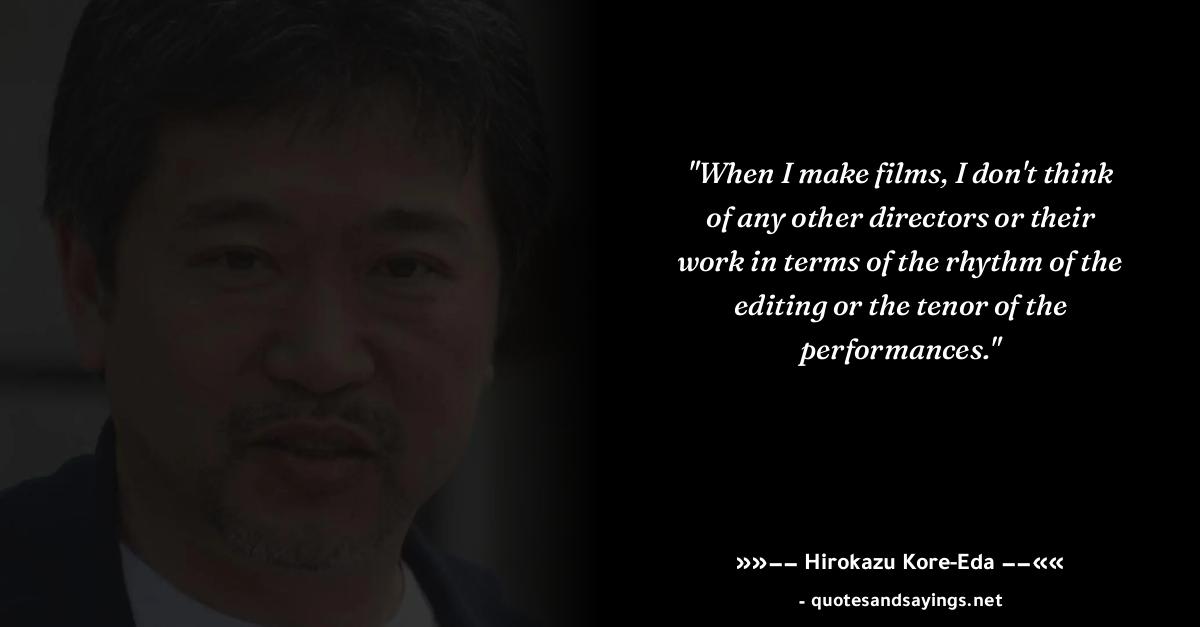 "When I make films, I don't think
of any other directors or their
work in terms of the rhythm of the
editing or the tenor of the
performances."
»»–– Hirokazu Kore-Eda ––««
- quotesandsayings.net